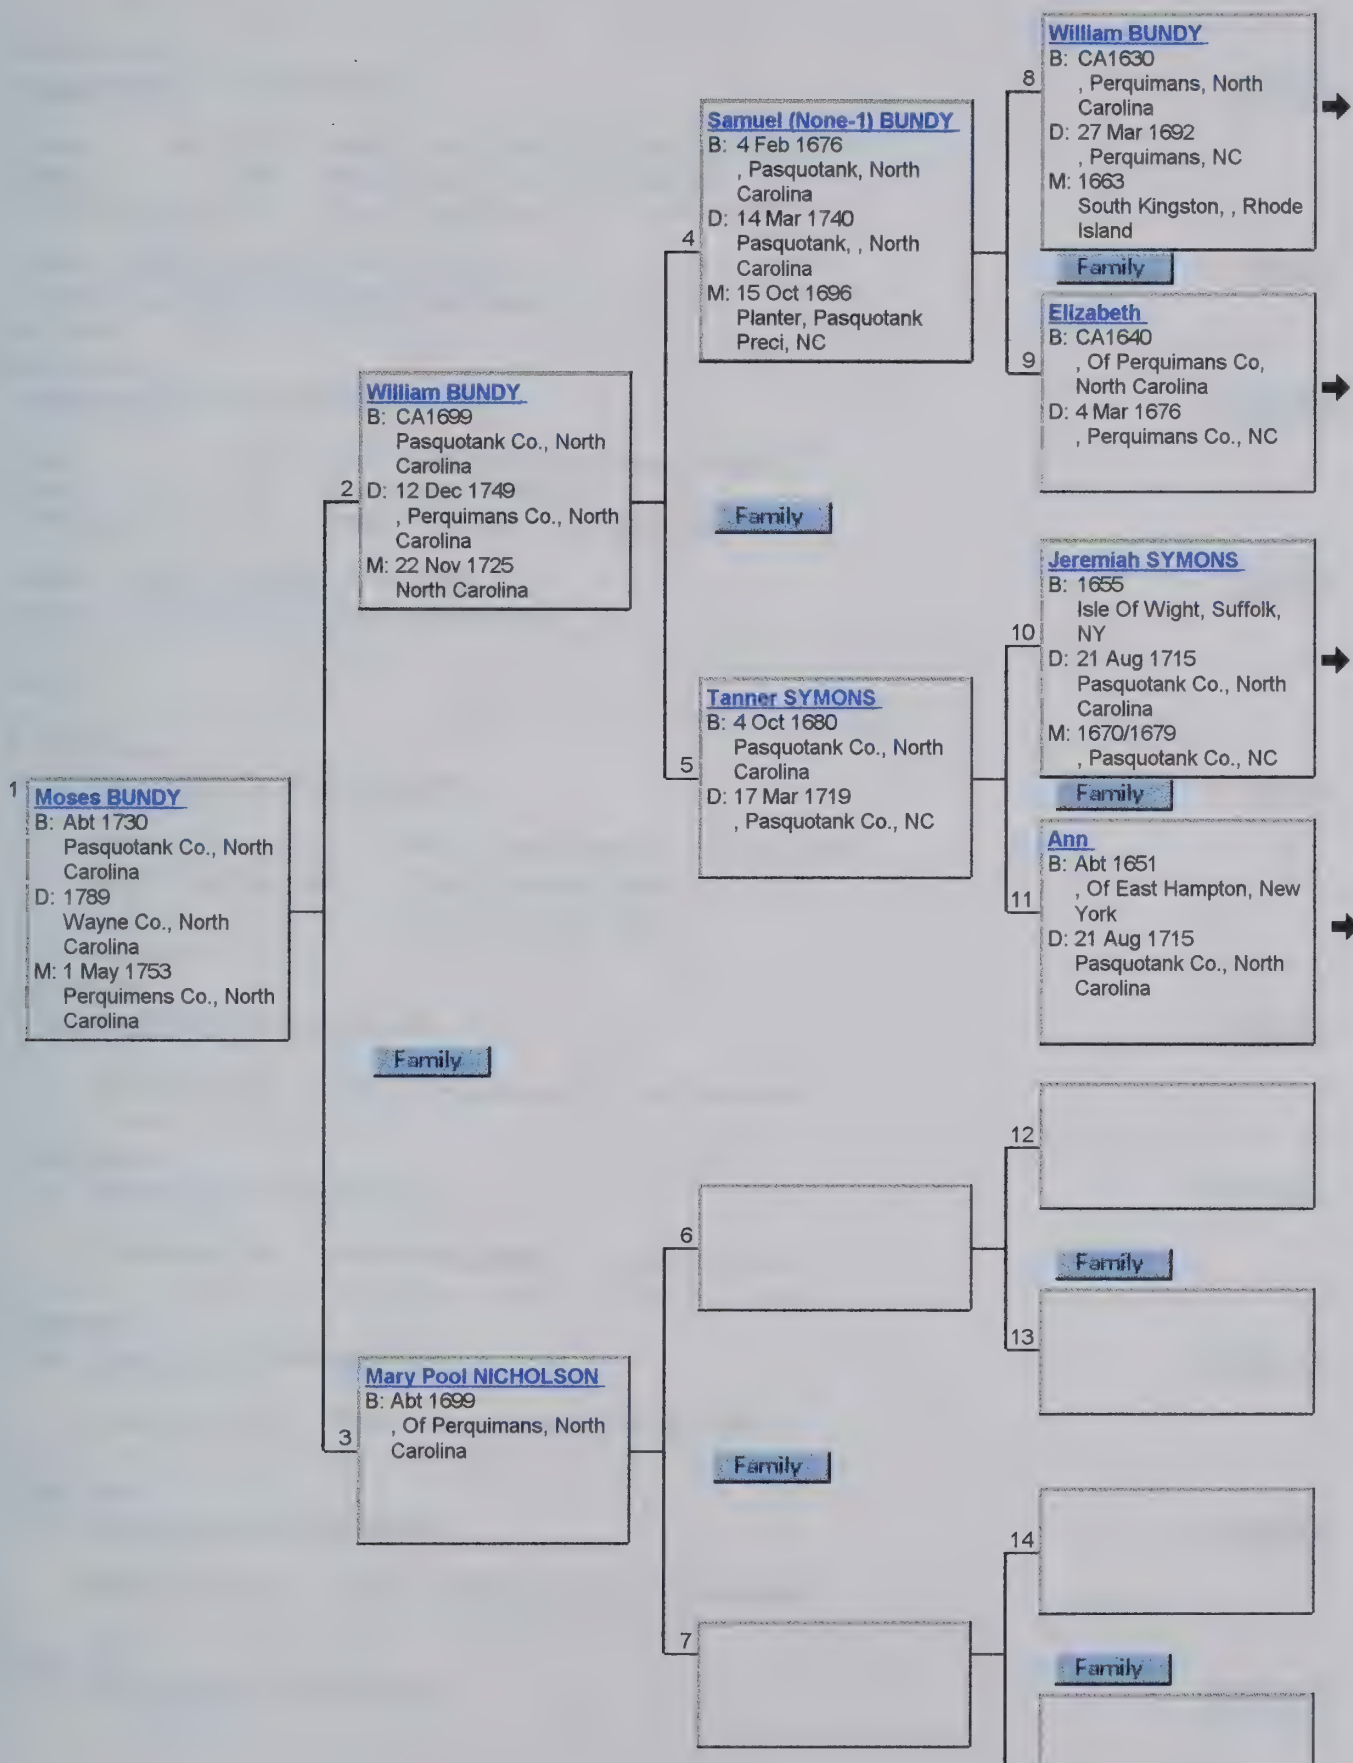 1
Moses BUNDY
B: Abt 1730
Pasquotank Co., North
Carolina
D: 1789
Wayne Co., North
Carolina
M: 1 May 1753
Perquimens Co., North
Carolina
2
William BUNDY
B: CA1699
Pasquotank Co., North
Carolina
D: 12 Dec 1749
, Perquimans Co., North
Carolina
M: 22 Nov 1725
North Carolina
Family
3
Mary Pool NICHOLSON
B: Abt 1699
, Of Perquimans, North
Carolina
4
Samuel (None-1) BUNDY
B: 4 Feb 1676
, Pasquotank, North
Carolina
D: 14 Mar 1740
Pasquotank, , North
Carolina
M: 15 Oct 1696
Planter, Pasquotank
Preci, NC
Family
5
Tanner SYMONS
B: 4 Oct 1680
Pasquotank Co., North
Carolina
D: 17 Mar 1719
, Pasquotank Co., NC
6
Family
7
8
William BUNDY
B: CA1630
, Perquimans, North
Carolina
D: 27 Mar 1692
, Perquimans, NC
M: 1663
South Kingston, , Rhode
Island
Family
9
Elizabeth
B: CA1640
, Of Perquimans Co,
North Carolina
D: 4 Mar 1676
, Perquimans Co., NC
10
Jeremiah SYMONS
B: 1655
Isle Of Wight, Suffolk,
NY
D: 21 Aug 1715
Pasquotank Co., North
Carolina
M: 1670/1679
, Pasquotank Co., NC
Family
11
Ann
B: Abt 1651
, Of East Hampton, New
York
D: 21 Aug 1715
Pasquotank Co., North
Carolina
12
Family
13
14
Family